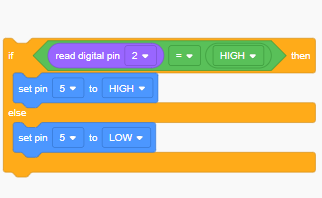 if read digital pin 2 = HIGH then
set pin 5 to HIGH
else
set pin 5 to LOW